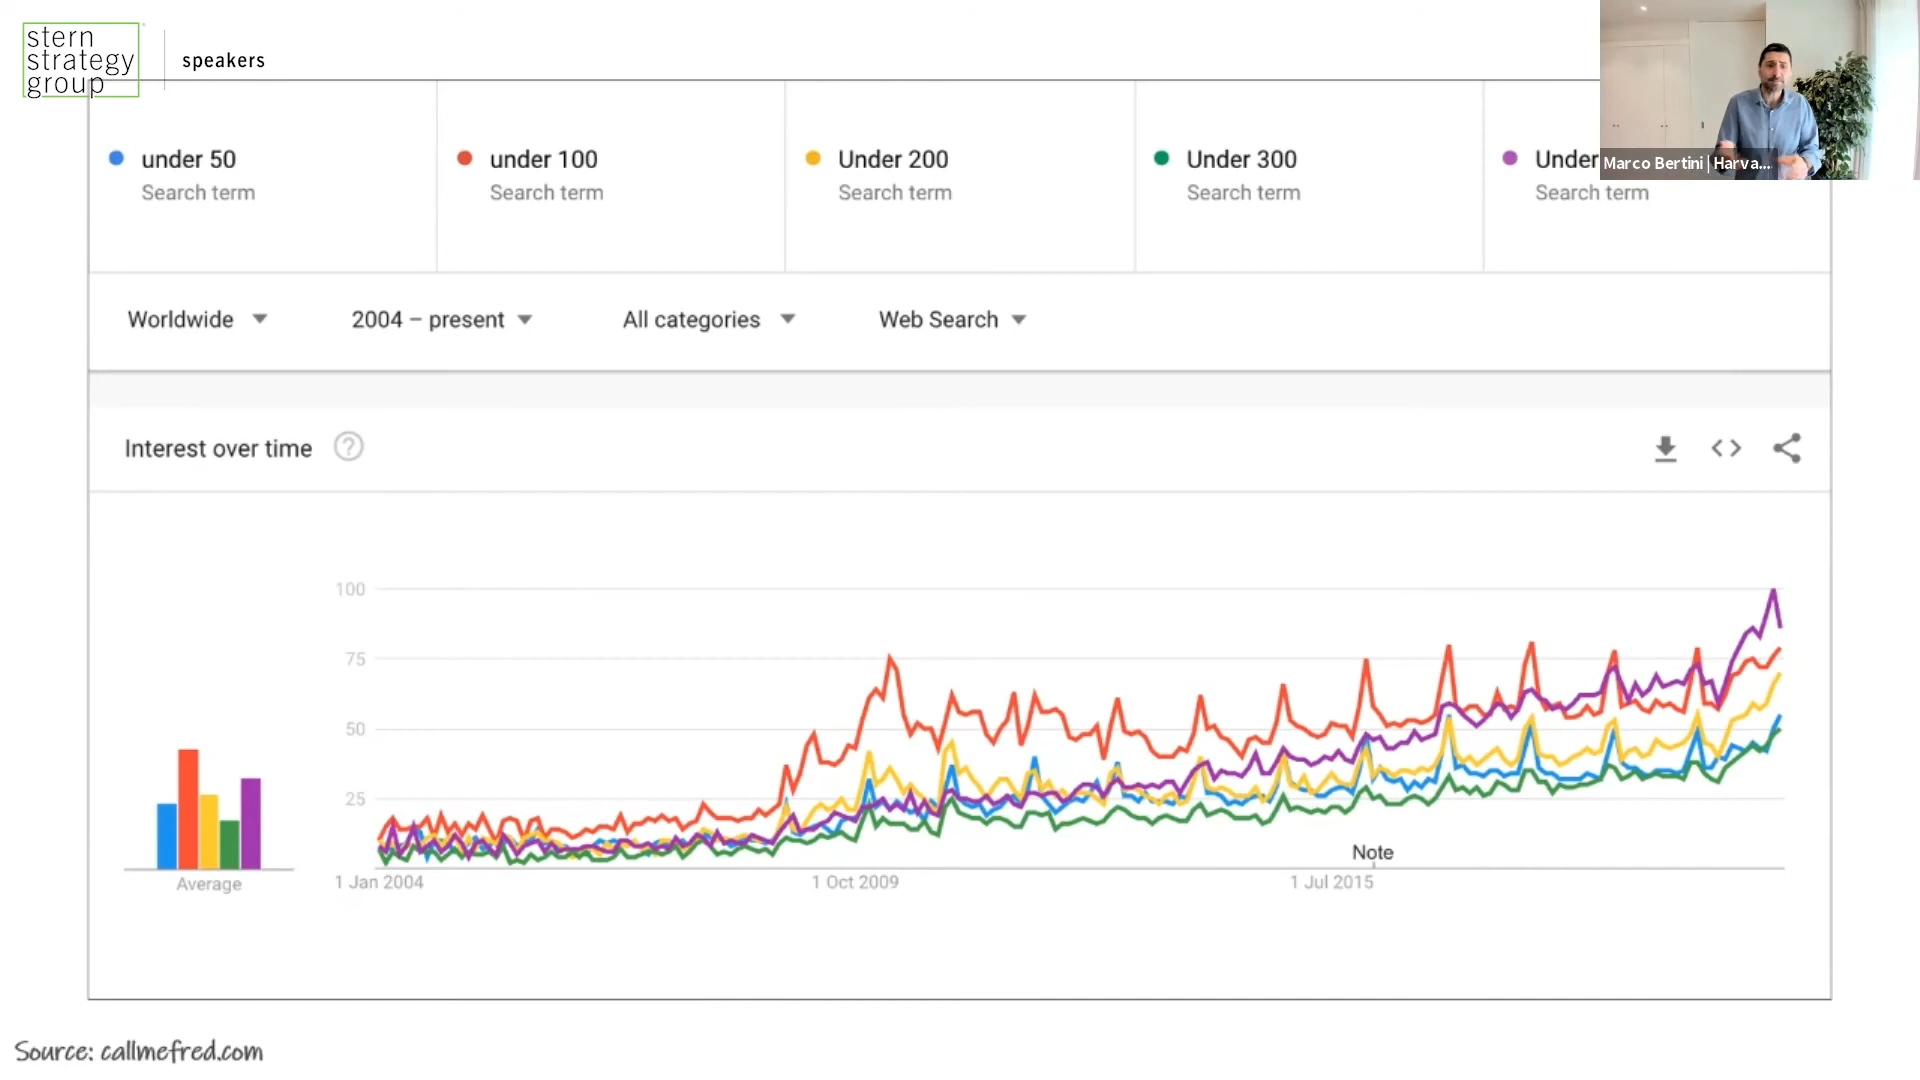 stern
strategy
group
speakers
under 50
Search term
under 100
Search term
Under 200
Search term
Under 300
Search term
Under
Search term
Marco Bertini | Harva...
Worldwide
2004 – present
All categories
Web Search
Interest over time
?
100
75
50
25
Note
Average
1 Jan 2004
1 Oct 2009
1 Jul 2015
Source: callmefred.com